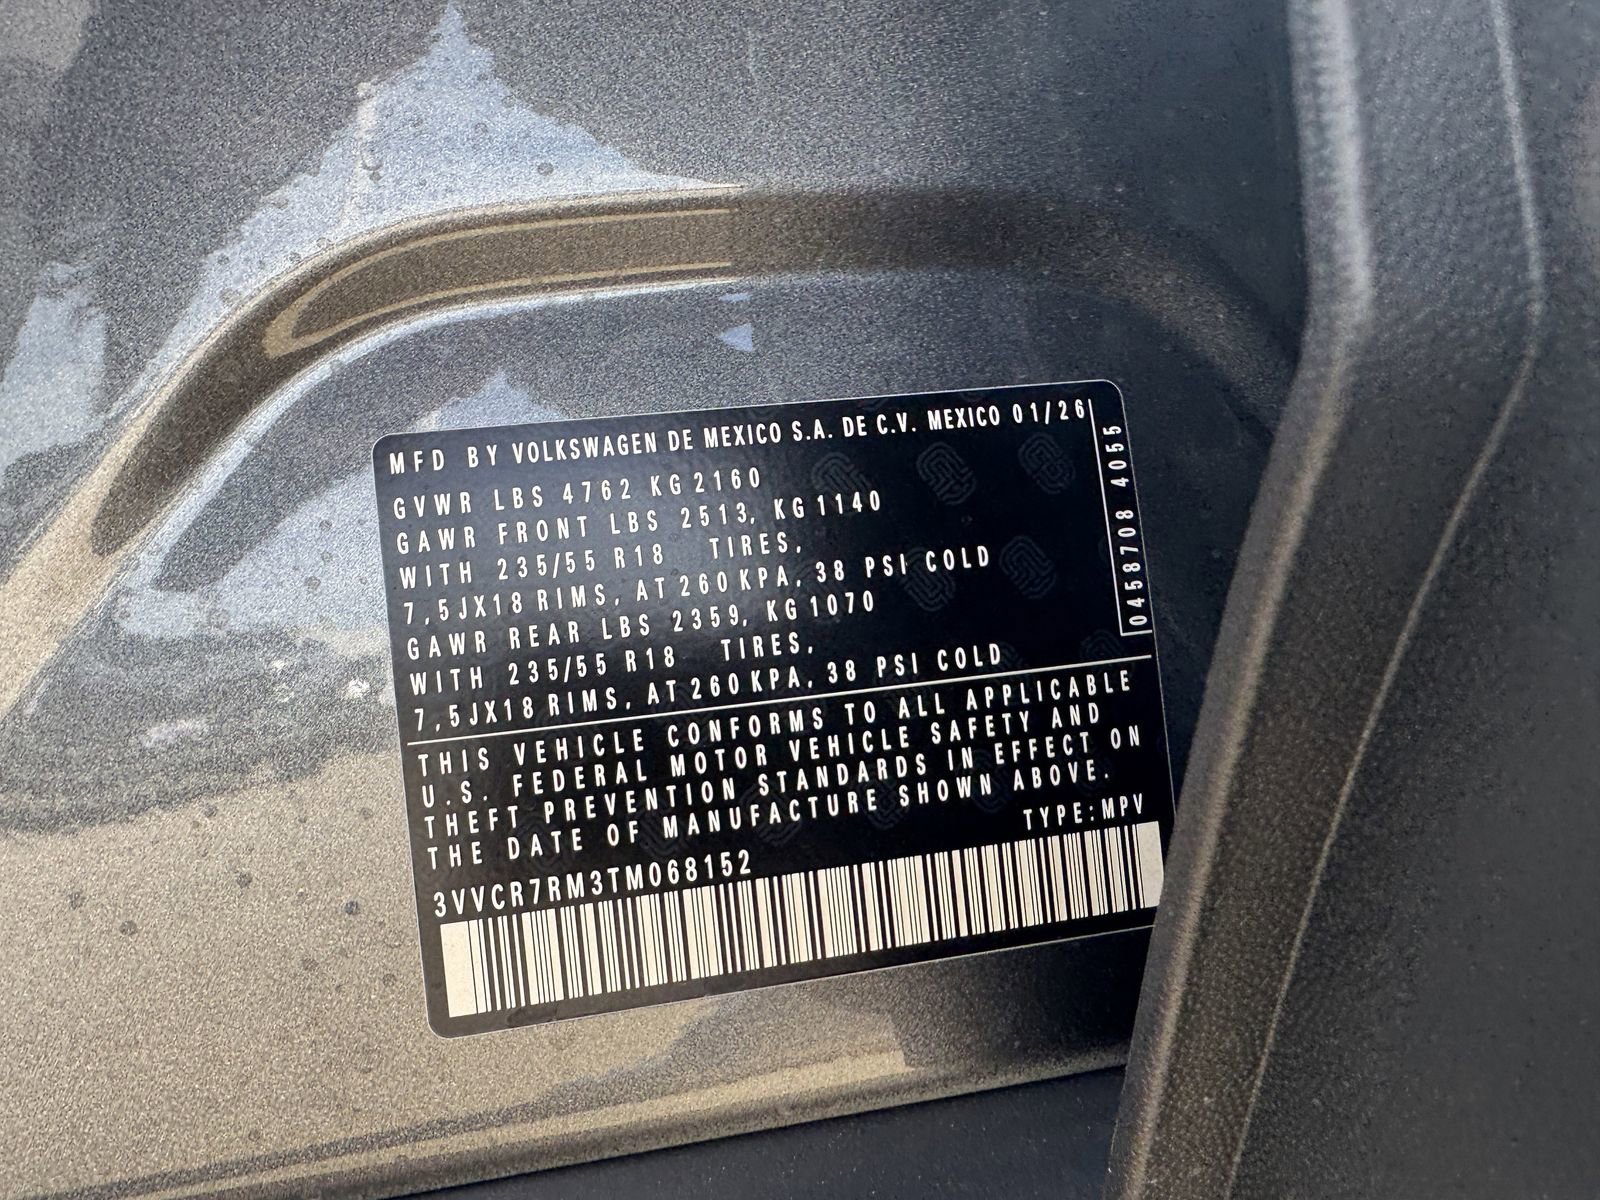 MFD BY VOLKSWAGEN DE MEXICO S.A. DE C.V. MEXICO 01/26
GVWR LBS 4762 KG 2160
GAWR FRONT LBS 2513, KG 1140
WITH 235/55 R18 TIRES,
7,5JX18 RIMS, AT 260 KPA, 38 PSI COLD
GAWR REAR LBS 2359, KG 1070
WITH 235/55 R18 TIRES,
7,5JX18 RIMS, AT 260 KPA, 38 PSI COLD
0458708 4055
THIS VEHICLE CONFORMS TO ALL APPLICABLE
U.S. FEDERAL MOTOR VEHICLE SAFETY AND
THEFT PREVENTION STANDARDS IN EFFECT ON
THE DATE OF MANUFACTURE SHOWN ABOVE.
TYPE:MPV
3VVCR7RM3TM068152